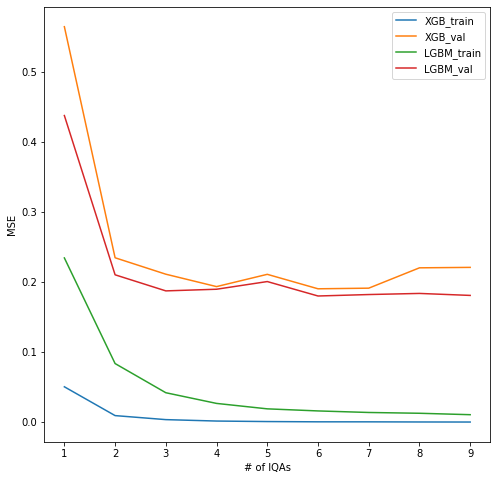 XGB_train
XGB_val
LGBM_train
LGBM_val
MSE
0.5
0.4
0.3
0.2
0.1
0.0
1 2 3 4 5 6 7 8 9
# of IQAs